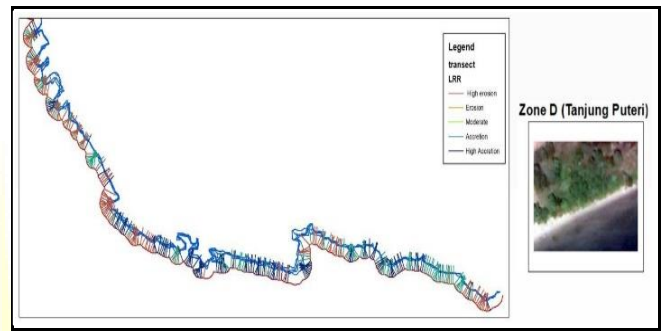 Legend
transect
LRR
High erosion
Erosion
Moderate
Accretion
High Accretion
Zone D (Tanjung Puteri)